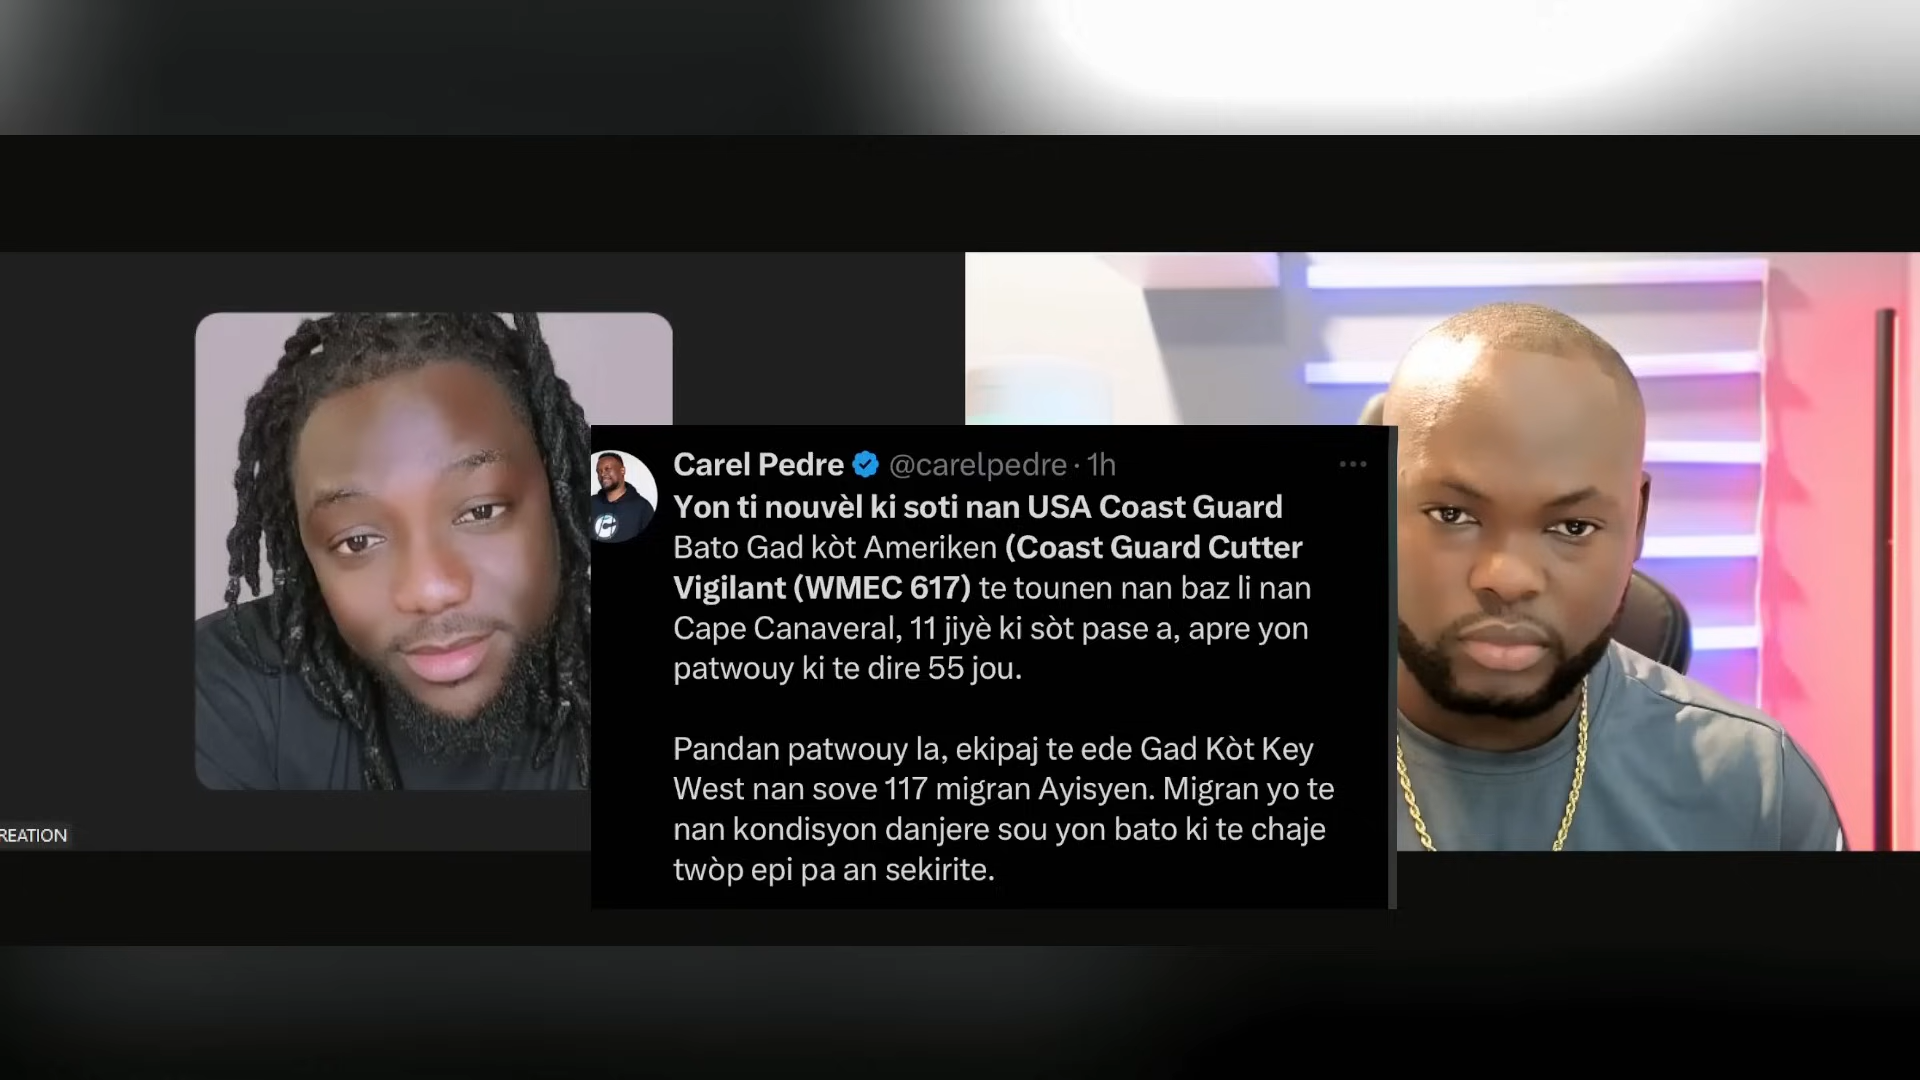 Carel Pedre @carelpedre · 1h
Yon ti nouvèl ki soti nan USA Coast Guard
Bato Gad kòt Ameriken (Coast Guard Cutter
Vigilant (WMEC 617) te tounen nan baz li nan
Cape Canaveral, 11 jiyè ki sòt pase a, apre yon
patwouy ki te dire 55 jou.
Pandan patwouy la, ekipaj te ede Gad Kòt Key
West nan sove 117 migran Ayisyen. Migran yo te
nan kondisyon danjere sou yon bato ki te chaje
twòp epi pa an sekirite.
REATION